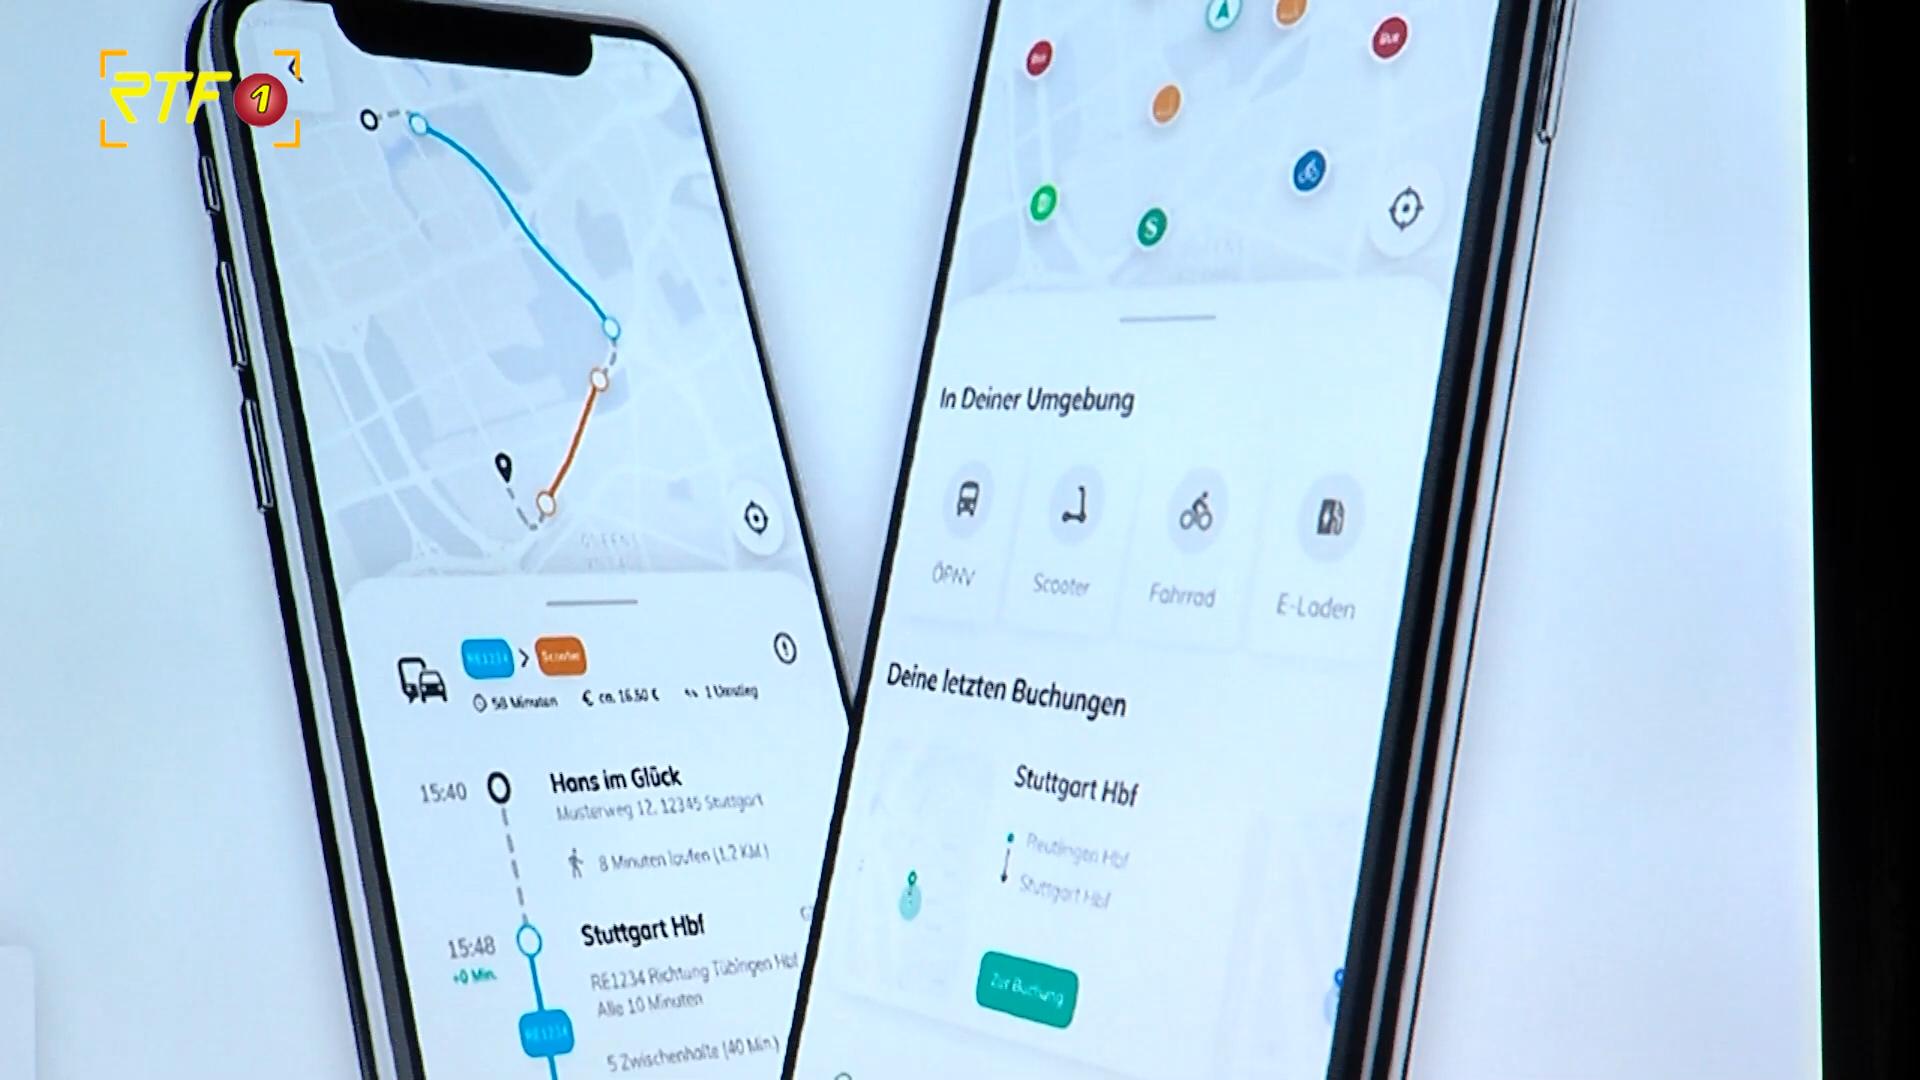 RTF 1
RE1234 > Scooter
58 Minuten € ca. 16.50 € 1 Umstieg
15:40 Hans im Glück
Musterweg 12, 12345 Stuttgart
8 Minuten laufen (1.2 KM)
15:48 Stuttgart Hbf
+0 Min.
RE1234 Richtung Tübingen Hbf
Alle 10 Minuten
RE1234
5 Zwischenhalte (40 Min.)
S
In Deiner Umgebung
ÖPNV Scooter Fahrrad E-Laden
Deine letzten Buchungen
Stuttgart Hbf
Reutlingen Hbf
Stuttgart Hbf
Zur Buchung